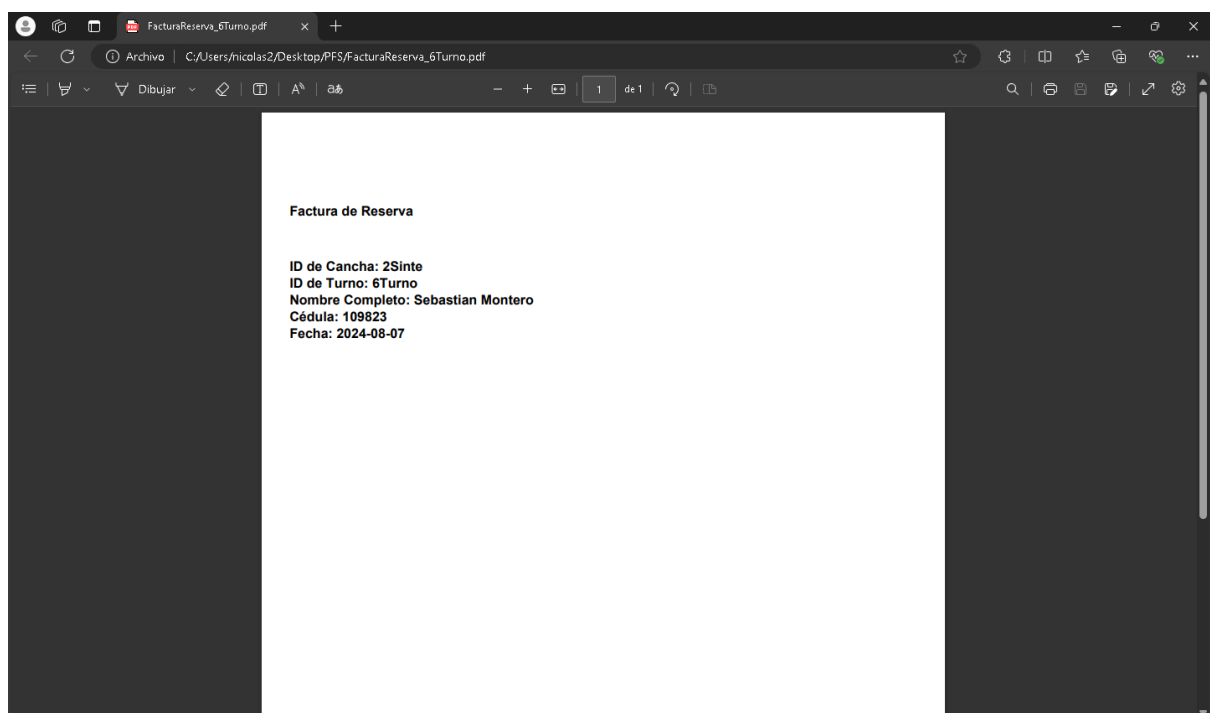 FacturaReserva_6Turno.pdf
Archivo | C:/Users/nicolas2/Desktop/PFS/FacturaReserva_6Turno.pdf
Dibujar 1 de 1
Factura de Reserva
ID de Cancha: 2Sinte
ID de Turno: 6Turno
Nombre Completo: Sebastian Montero
Cédula: 109823
Fecha: 2024-08-07